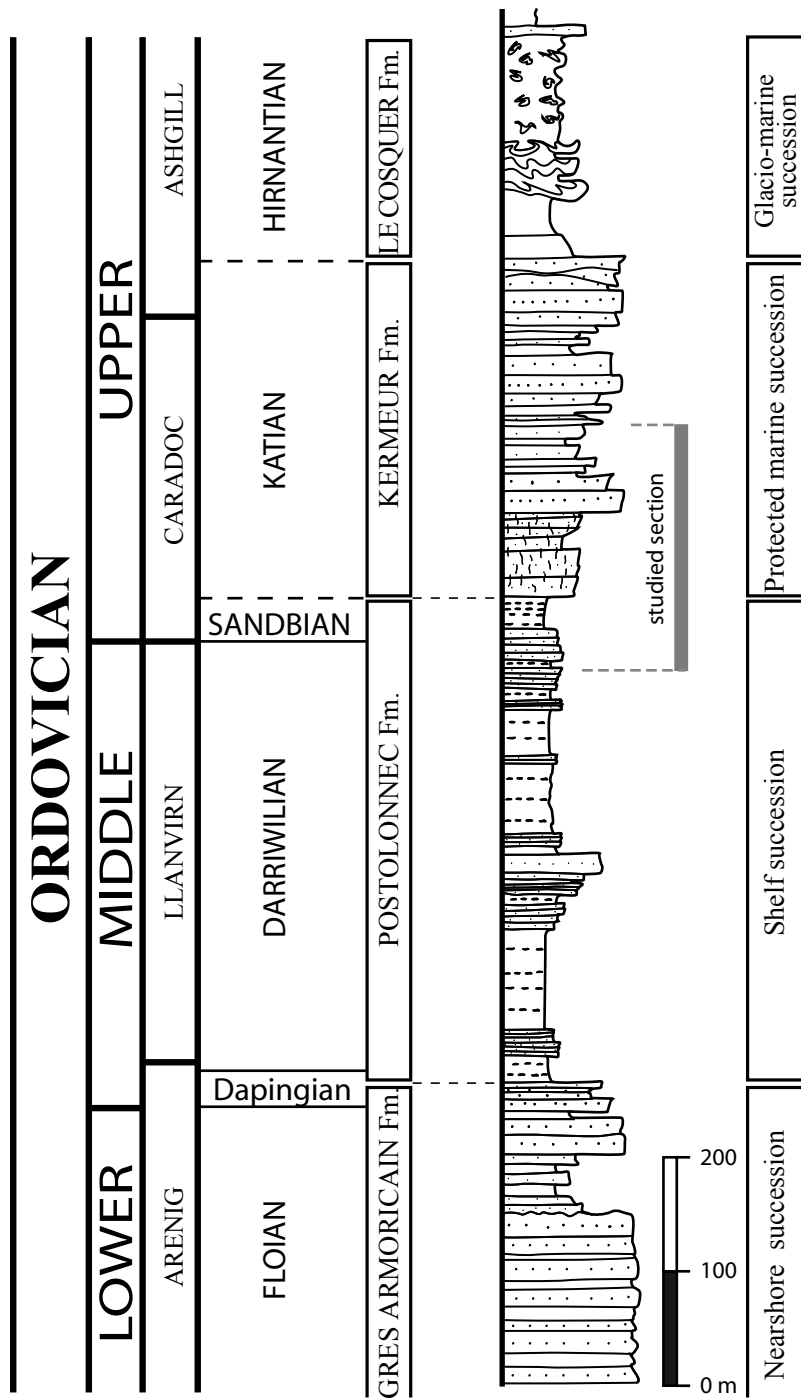 ORDOVICIAN
UPPER
MIDDLE
LOWER
ASHGILL
CARADOC
LLANVIRN
ARENIG
HIRNANTIAN
KATIAN
SANDBIAN
DARRIWILIAN
Dapingian
FLOIAN
LE COSQUER Fm.
KERMEUR Fm.
POSTOLONNEC Fm.
GRES ARMORICAIN Fm.
studied section
200
100
0 m
Glacio-marine
succession
Protected marine succession
Shelf succession
Nearshore succession